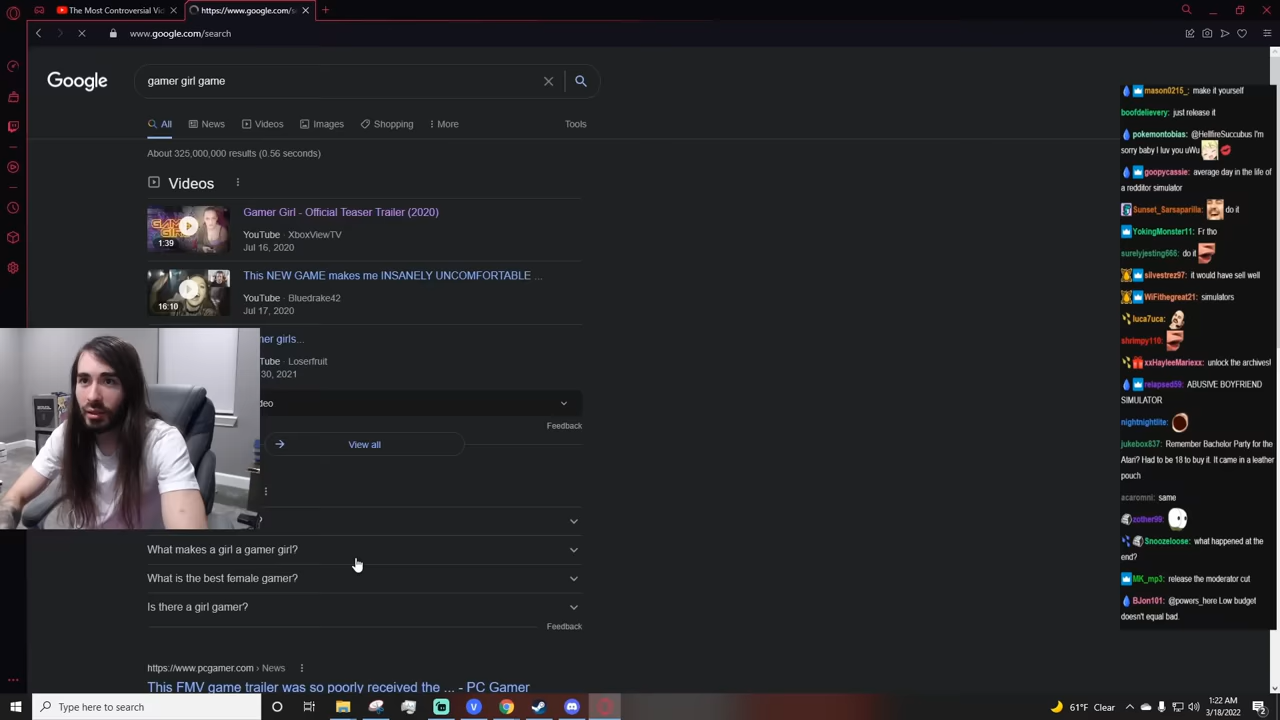 The Most Controversial Vid
https://www.google.com/se
www.google.com/search
Google
gamer girl game
All
News
Videos
Images
Shopping
More
Tools
About 325,000,000 results (0.56 seconds)
Videos
Gamer Girl - Official Teaser Trailer (2020)
YouTube · XboxViewTV
Jul 16, 2020
1:39
This NEW GAME makes me INSANELY UNCOMFORTABLE ...
YouTube · Bluedrake42
Jul 17, 2020
16:10
ner girls...
Tube · Loserfruit
30, 2021
deo
Feedback
View all
?
What makes a girl a gamer girl?
What is the best female gamer?
Is there a girl gamer?
Feedback
https://www.pcgamer.com › News
This FMV game trailer was so poorly received the ... - PC Gamer
mason0215_: make it yourself
boofdelievery: just release it
pokemontobias: @HellfireSuccubus I'm
sorry baby I luv you uWu
goopycassie: average day in the life of
a redditor simulator
Sunset_Sarsaparilla: do it
YokingMonster11: Fr tho
surelyjesting666: do it
silvestrez97: it would have sell well
WiFithegreat21: simulators
luca7uca:
shrimpy110:
xxHayleeMariexx: unlock the archives!
relapsed59: ABUSIVE BOYFRIEND
SIMULATOR
nightnightlite:
jukebox837: Remember Bachelor Party for
the Atari? Had to be 18 to buy it. It came in a leather
pouch
acaromni: same
zother99:
Snoozeloose: what happened at the
end?
MK_mp3: release the moderator cut
BJon101: @powers_here Low budget
doesn't equal bad.
Type here to search
61°F Clear
1:22 AM
3/18/2022
2